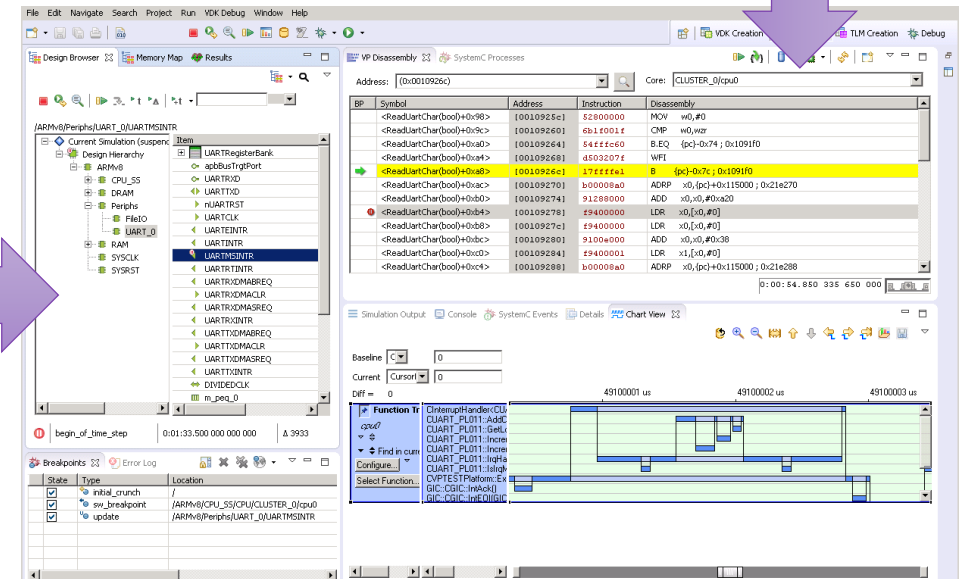 File Edit Navigate Search Project Run VDK Debug Window Help
VDK Creation TLM Creation Debug
Design Browser Memory Map Results
/ARMv8/Periphs/UART_0/UARTMSINTR
Current Simulation (suspenc
Design Hierarchy
ARMv8
CPU_SS
DRAM
Periphs
FileIO
UART_0
RAM
SYSCLK
SYSRST
Item
UARTRegisterBank
apbBusTrgtPort
UARTRXD
UARTTXD
nUARTRST
UARTCLK
UARTEINTR
UARTINTR
UARTMSINTR
UARTRTINTR
UARTRXDMABREQ
UARTRXDMACLR
UARTRXDMASREQ
UARTRXINTR
UARTTXDMABREQ
UARTTXDMACLR
UARTTXDMASREQ
UARTTXINTR
DIVIDEDCLK
m_peq_0
begin_of_time_step 0:01:33.500 000 000 000 Δ 3933
Breakpoints Error Log
State Type Location
initial_crunch /
sw_breakpoint /ARMv8/CPU_SS/CPU/CLUSTER_0/cpu0
update /ARMv8/Periphs/UART_0/UARTMSINTR
VP Disassembly SystemC Processes
Address: (0x0010926c) Core: CLUSTER_0/cpu0
BP Symbol Address Instruction Disassembly
<ReadUartChar(bool)+0x98> [0010925c] 52800000 MOV w0,#0
<ReadUartChar(bool)+0x9c> [00109260] 6b1f001f CMP w0,wzr
<ReadUartChar(bool)+0xa0> [00109264] 54fffc60 B.EQ {pc}-0x74 ; 0x1091f0
<ReadUartChar(bool)+0xa4> [00109268] d503207f WFI
<ReadUartChar(bool)+0xa8> [0010926c] 17ffffe1 B {pc}-0x7c ; 0x1091f0
<ReadUartChar(bool)+0xac> [00109270] b00008a0 ADRP x0,{pc}+0x115000 ; 0x21e270
<ReadUartChar(bool)+0xb0> [00109274] 91288000 ADD x0,x0,#0xa20
<ReadUartChar(bool)+0xb4> [00109278] f9400000 LDR x0,[x0,#0]
<ReadUartChar(bool)+0xb8> [0010927c] f9400000 LDR x0,[x0,#0]
<ReadUartChar(bool)+0xbc> [00109280] 9100e000 ADD x0,x0,#0x38
<ReadUartChar(bool)+0xc0> [00109284] f9400001 LDR x1,[x0,#0]
<ReadUartChar(bool)+0xc4> [00109288] b00008a0 ADRP x0,{pc}+0x115000 ; 0x21e288
0:00:54.850 335 650 000
Simulation Output Console SystemC Events Details Chart View
Baseline C 0
Current Cursor 0
Diff = 0
49100001 us 49100002 us 49100003 us
Function Tr
cpu0
Find in curre
Configure...
Select Function...
CInterruptHandler<CU
CUART_PL011::AddC
CUART_PL011::GetLo
CUART_PL011::Increm
CUART_PL011::Increm
CUART_PL011::IrqHa
CUART_PL011::IsIrqM
CVPTESTPlatform::Ex
GIC::CGIC::IntAck()
GIC::CGIC::IntEOI(GIC